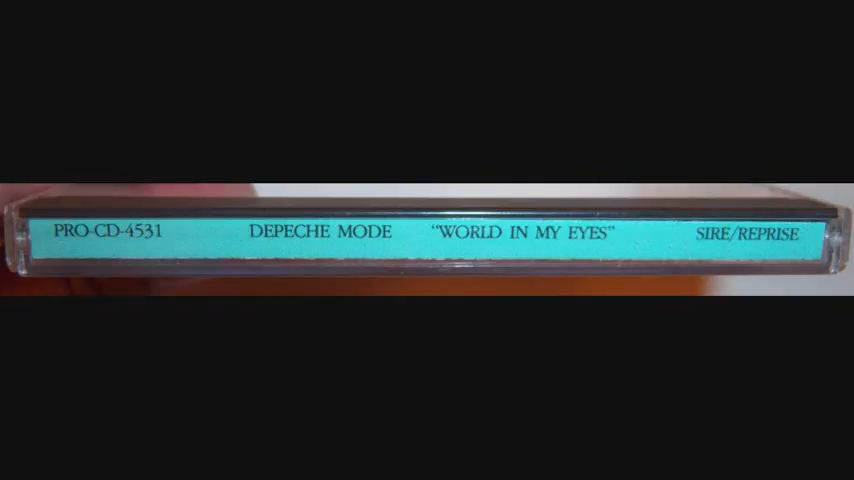 PRO-CD-4531 DEPECHE MODE “WORLD IN MY EYES” SIRE/REPRISE